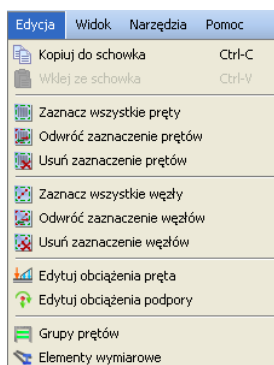 Edycja Widok Narzędzia Pomoc
Kopiuj do schowka Ctrl-C
Wklej ze schowka Ctrl-V
Zaznacz wszystkie pręty
Odwróć zaznaczenie prętów
Usuń zaznaczenie prętów
Zaznacz wszystkie węzły
Odwróć zaznaczenie węzłów
Usuń zaznaczenie węzłów
Edytuj obciążenia pręta
Edytuj obciążenia podpory
Grupy prętów
Elementy wymiarowe